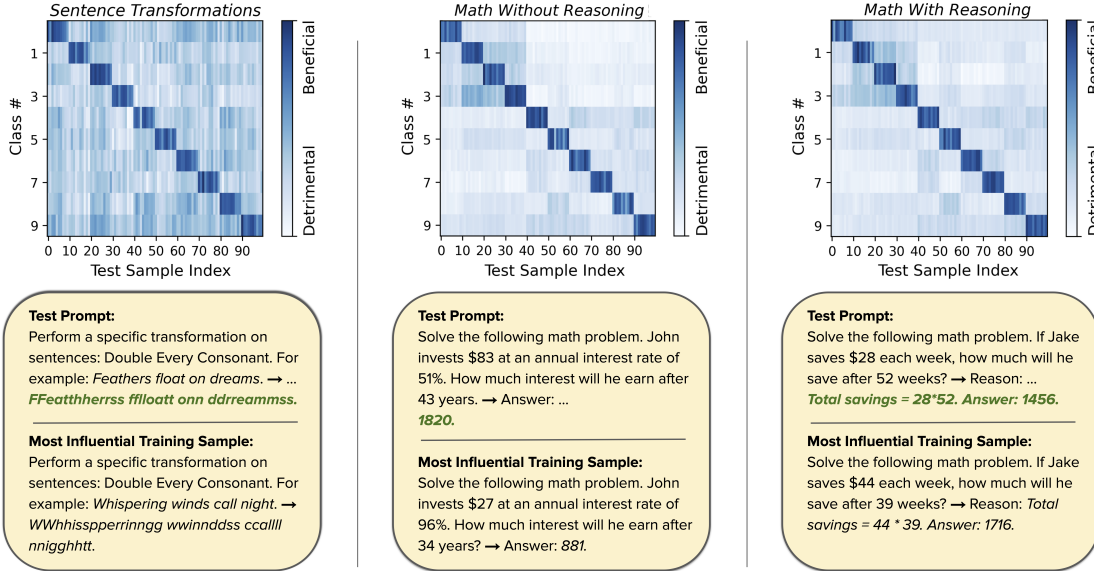 Sentence Transformations
Class #
1
3
5
7
9
0 10 20 30 40 50 60 70 80 90
Test Sample Index
Beneficial
Detrimental
Math Without Reasoning
Class #
1
3
5
7
9
0 10 20 30 40 50 60 70 80 90
Test Sample Index
Beneficial
Detrimental
Math With Reasoning
Class #
1
3
5
7
9
0 10 20 30 40 50 60 70 80 90
Test Sample Index
Beneficial
Detrimental
Test Prompt:
Perform a specific transformation on
sentences: Double Every Consonant. For
example: Feathers float on dreams. → ...
FFeatthherrss fflloatt onn ddrreammss.
Most Influential Training Sample:
Perform a specific transformation on
sentences: Double Every Consonant. For
example: Whispering winds call night. →
WWhhisspperrinngg wwinnddss ccallll
nnigghhtt.
Test Prompt:
Solve the following math problem. John
invests $83 at an annual interest rate of
51%. How much interest will he earn after
43 years. → Answer: ...
1820.
Most Influential Training Sample:
Solve the following math problem. John
invests $27 at an annual interest rate of
96%. How much interest will he earn after
34 years? → Answer: 881.
Test Prompt:
Solve the following math problem. If Jake
saves $28 each week, how much will he
save after 52 weeks? → Reason: ...
Total savings = 28*52. Answer: 1456.
Most Influential Training Sample:
Solve the following math problem. If Jake
saves $44 each week, how much will he
save after 39 weeks? → Reason: Total
savings = 44 * 39. Answer: 1716.